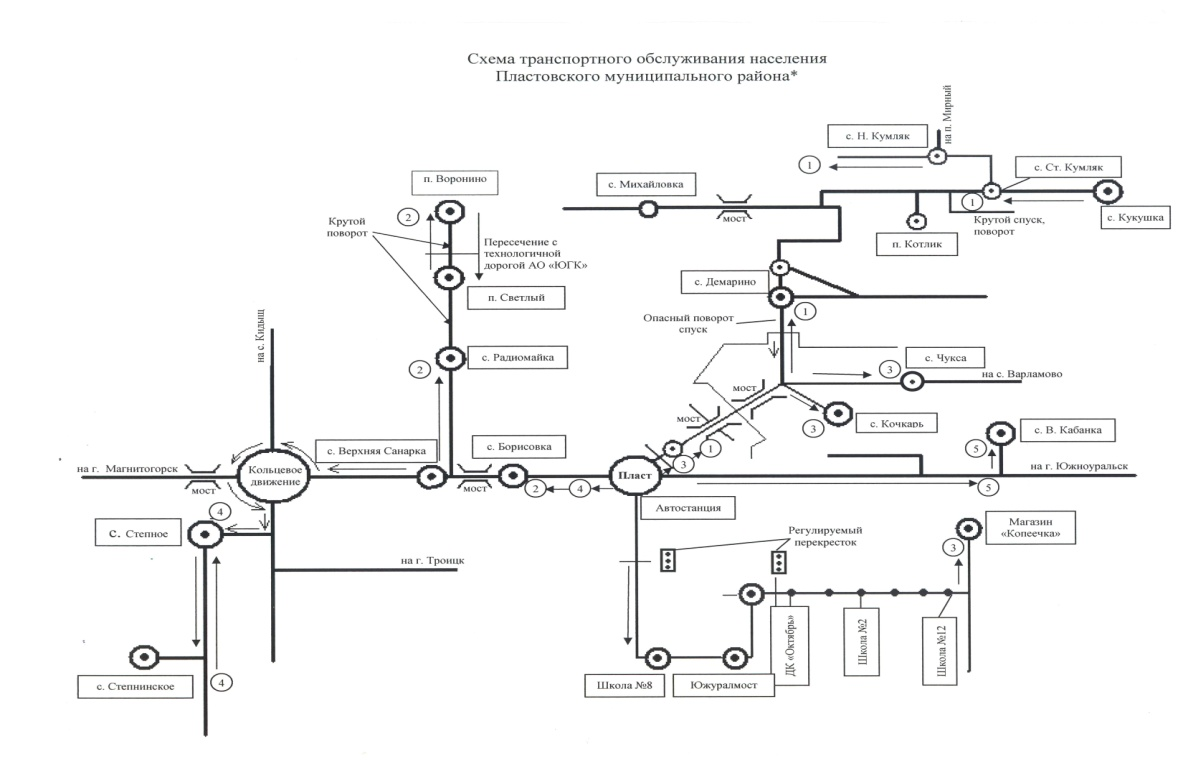 Схема транспортного обслуживания населения
Пластовского муниципального района*
на п. Мирный
с. Н. Кумляк
1
с. Ст. Кумляк
п. Воронино
с. Михайловка
2
1
мост
Крутой спуск,
поворот
с. Кукушка
Крутой
поворот
п. Котлик
Пересечение с
технологичной
дорогой АО «ЮГК»
с. Демарино
п. Светлый
Опасный поворот
спуск
1
на с. Кидыш
с. Радиомайка
2
с. Чукса
3
на с. Варламово
мост
мост
3
с. Кочкарь
с. В. Кабанка
с. Верхняя Санарка
с. Борисовка
1
3
5
на г. Магнитогорск
мост
Кольцевое
движение
мост
2
4
Пласт
на г. Южноуральск
5
Автостанция
4
с. Степное
Регулируемый
перекресток
Магазин
«Копеечка»
3
на г. Троицк
ДК «Октябрь»
Школа №2
Школа №12
с. Степнинское
4
Школа №8
Южуралмост